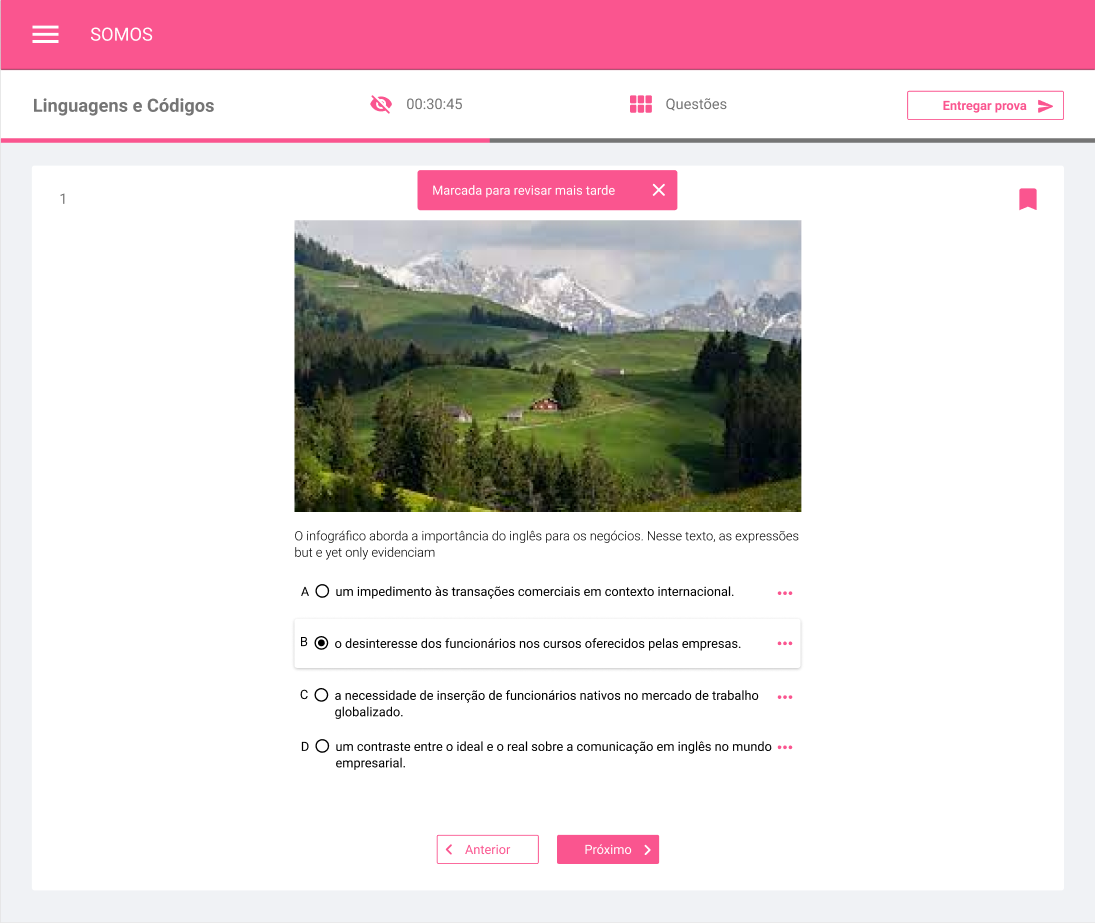 SOMOS
Linguagens e Códigos
00:30:45
Questões
Entregar prova
1
Marcada para revisar mais tarde
O infográfico aborda a importância do inglês para os negócios. Nesse texto, as expressões
but e yet only evidenciam
A um impedimento às transações comerciais em contexto internacional.
B o desinteresse dos funcionários nos cursos oferecidos pelas empresas.
C a necessidade de inserção de funcionários nativos no mercado de trabalho
globalizado.
D um contraste entre o ideal e o real sobre a comunicação em inglês no mundo
empresarial.
Anterior
Próximo